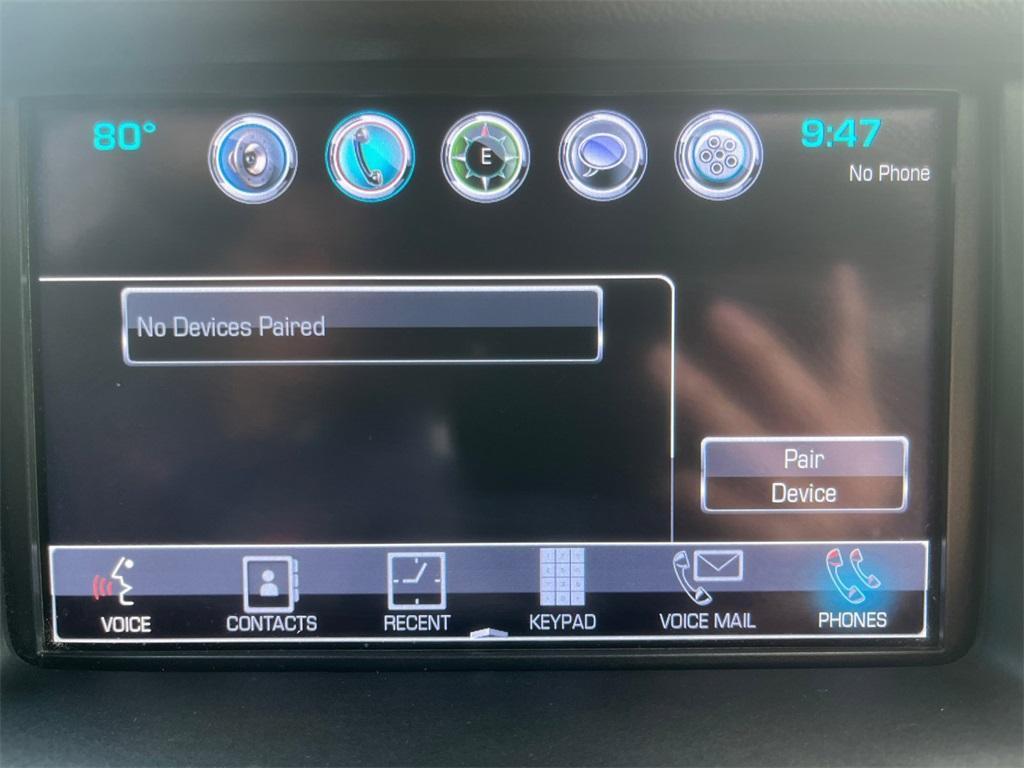 80°
E
9:47
No Phone
No Devices Paired
Pair
Device
VOICE
CONTACTS
RECENT
KEYPAD
VOICE MAIL
PHONES